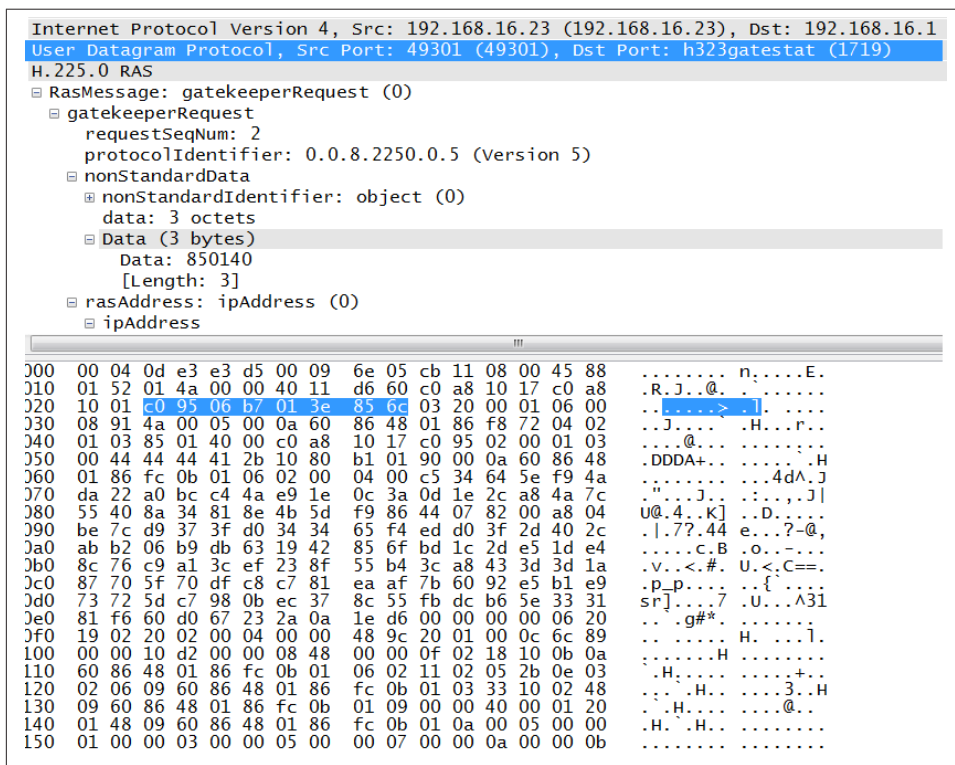 Internet Protocol Version 4, Src: 192.168.16.23 (192.168.16.23), Dst: 192.168.16.1
User Datagram Protocol, Src Port: 49301 (49301), Dst Port: h323gatestat (1719)
H.225.0 RAS
RasMessage: gatekeeperRequest (0)
gatekeeperRequest
requestSeqNum: 2
protocolIdentifier: 0.0.8.2250.0.5 (Version 5)
nonStandardData
nonStandardIdentifier: object (0)
data: 3 octets
Data (3 bytes)
Data: 850140
[Length: 3]
rasAddress: ipAddress (0)
ipAddress
000 00 04 0d e3 e3 d5 00 09 6e 05 cb 11 08 00 45 88 ........ n.....E.
010 01 52 01 4a 00 00 40 11 d6 60 c0 a8 10 17 c0 a8 .R.J..@. .`......
020 10 01 c0 95 06 b7 01 3e 85 6c 03 20 00 01 06 00 .......> .l. ....
030 08 91 4a 00 05 00 0a 60 86 48 01 86 f8 72 04 02 ..J....` .H...r..
040 01 03 85 01 40 00 c0 a8 10 17 c0 95 02 00 01 03 ....@... ........
050 00 44 44 44 41 2b 10 80 b1 01 90 00 0a 60 86 48 .DDDA+.. .....`.H
060 01 86 fc 0b 01 06 02 00 04 00 c5 34 64 5e f9 4a ........ ...4d^.J
070 da 22 a0 bc c4 4a e9 1e 0c 3a 0d 1e 2c a8 4a 7c ."...J.. .:..,.J|
080 55 40 8a 34 81 8e 4b 5d f9 86 44 07 82 00 a8 04 U@.4..K] ..D.....
090 be 7c d9 37 3f d0 34 34 65 f4 ed d0 3f 2d 40 2c .|.7?.44 e...?-@,
0a0 ab b2 06 b9 db 63 19 42 85 6f bd 1c 2d e5 1d e4 .....c.B .o..-...
0b0 8c 76 c9 a1 3c ef 23 8f 55 b4 3c a8 43 3d 3d 1a .v..<.#. U.<.C==.
0c0 87 70 5f 70 df c8 c7 81 ea af 7b 60 92 e5 b1 e9 .p_p.... ..{`....
0d0 73 72 5d c7 98 0b ec 37 8c 55 fb dc b6 5e 33 31 sr]....7 .U...^31
0e0 81 f6 60 d0 67 23 2a 0a 1e d6 00 00 00 00 06 20 ..`.g#*. .......
0f0 19 02 20 02 00 04 00 00 48 9c 20 01 00 0c 6c 89 .. ..... H. ...l.
100 00 00 10 d2 00 00 08 48 00 00 0f 02 18 10 0b 0a .......H ........
110 60 86 48 01 86 fc 0b 01 06 02 11 02 05 2b 0e 03 `.H..... .....+..
120 02 06 09 60 86 48 01 86 fc 0b 01 03 33 10 02 48 ...`.H.. ....3..H
130 09 60 86 48 01 86 fc 0b 01 09 00 00 40 00 01 20 .`.H.... ....@..
140 01 48 09 60 86 48 01 86 fc 0b 01 0a 00 05 00 00 .H.`.H.. ........
150 01 00 00 03 00 00 05 00 00 07 00 00 0a 00 00 0b ........ ........